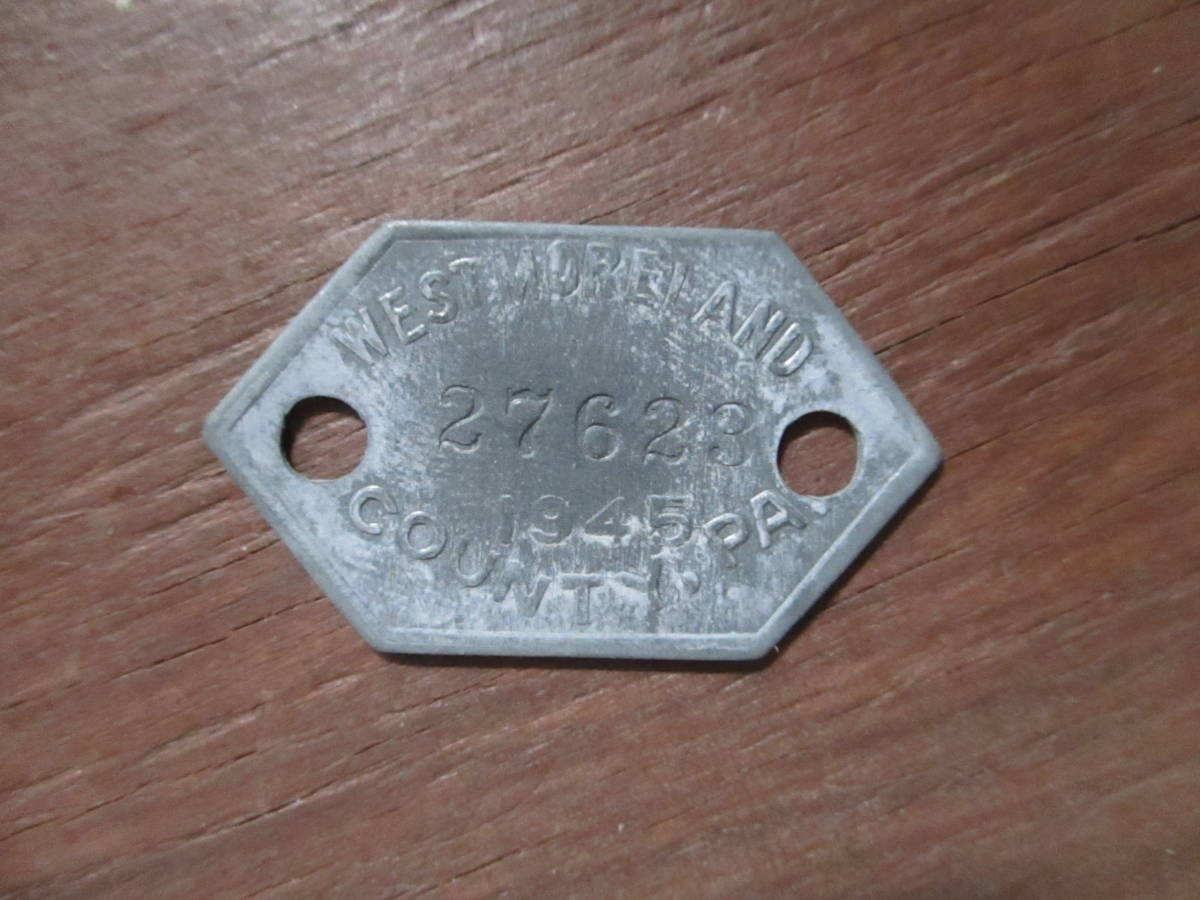 WESTMORELAND
27623
1945
COUNTY PA.